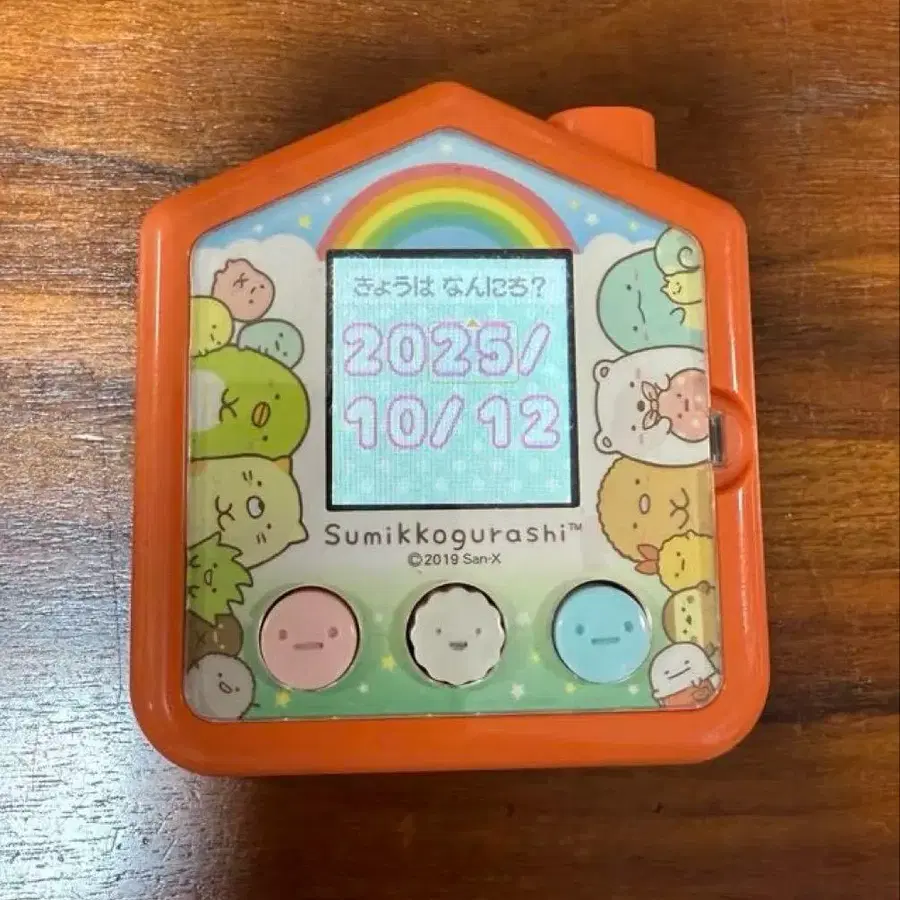 きょうは なんにち?
2025/
10/12
Sumikkogurashi™
©2019 San-X